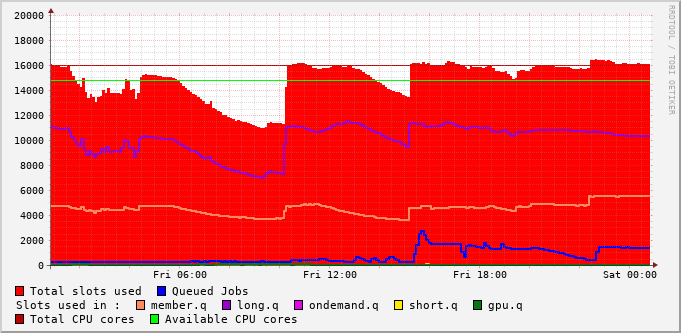 20000
18000
16000
14000
12000
10000
8000
6000
4000
2000
0
Fri 06:00 Fri 12:00 Fri 18:00 Sat 00:00
RRDTOOL / TOBI OETIKER
Total slots used Queued Jobs
Slots used in : member.q long.q ondemand.q short.q gpu.q
Total CPU cores Available CPU cores